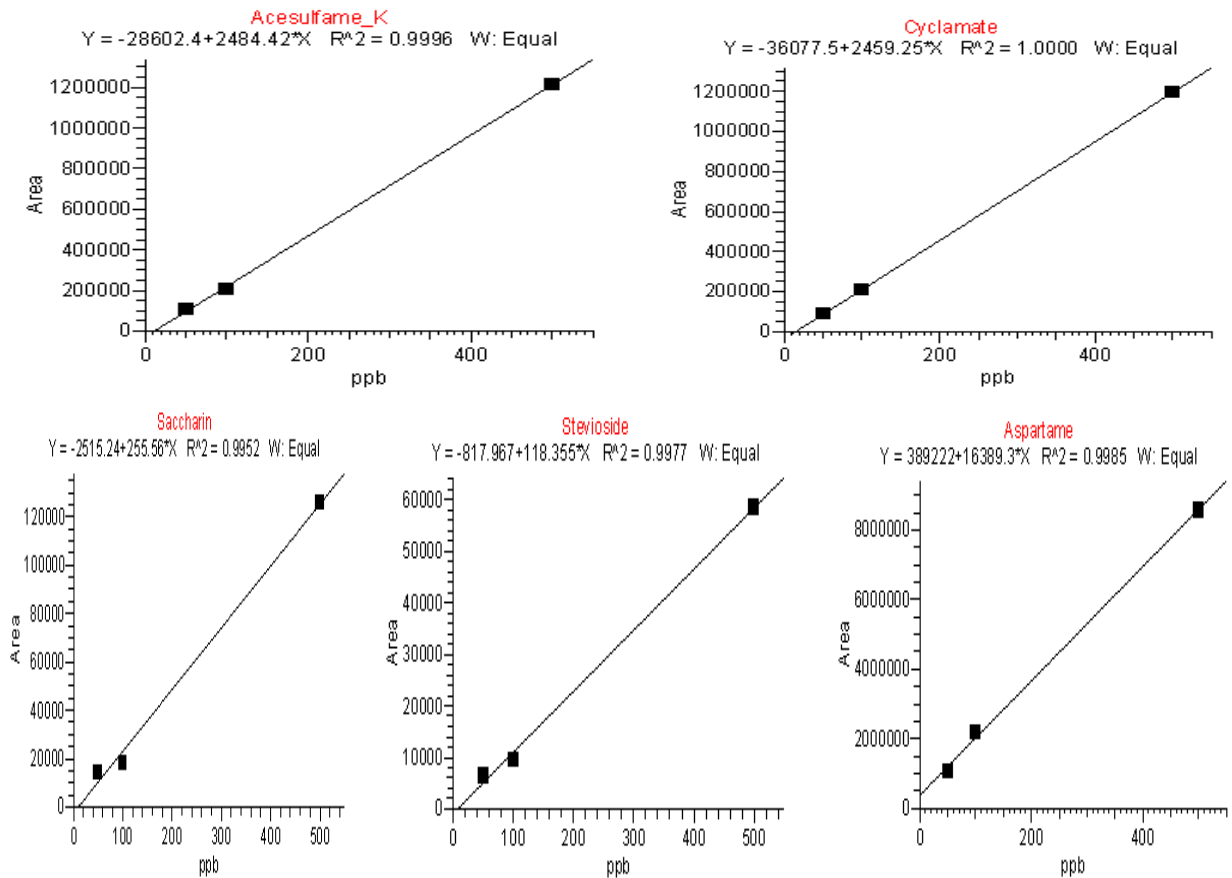 Acesulfame_K
Y = -28602.4+2484.42*X R^2 = 0.9996 W: Equal
1200000
1000000
800000
600000
400000
200000
0
Area
0 200 400
ppb
Cyclamate
Y = -36077.5+2459.25*X R^2 = 1.0000 W: Equal
1200000
1000000
800000
600000
400000
200000
0
Area
0 200 400
ppb
Saccharin
Y = -2515.24+255.56*X R^2 = 0.9952 W: Equal
120000
100000
80000
60000
40000
20000
0
Area
0 100 200 300 400 500
ppb
Stevioside
Y = -817.967+118.355*X R^2 = 0.9977 W: Equal
60000
50000
40000
30000
20000
10000
0
Area
0 100 200 300 400 500
ppb
Aspartame
Y = 389222+16389.3*X R^2 = 0.9985 W: Equal
8000000
6000000
4000000
2000000
0
Area
0 200 400
ppb